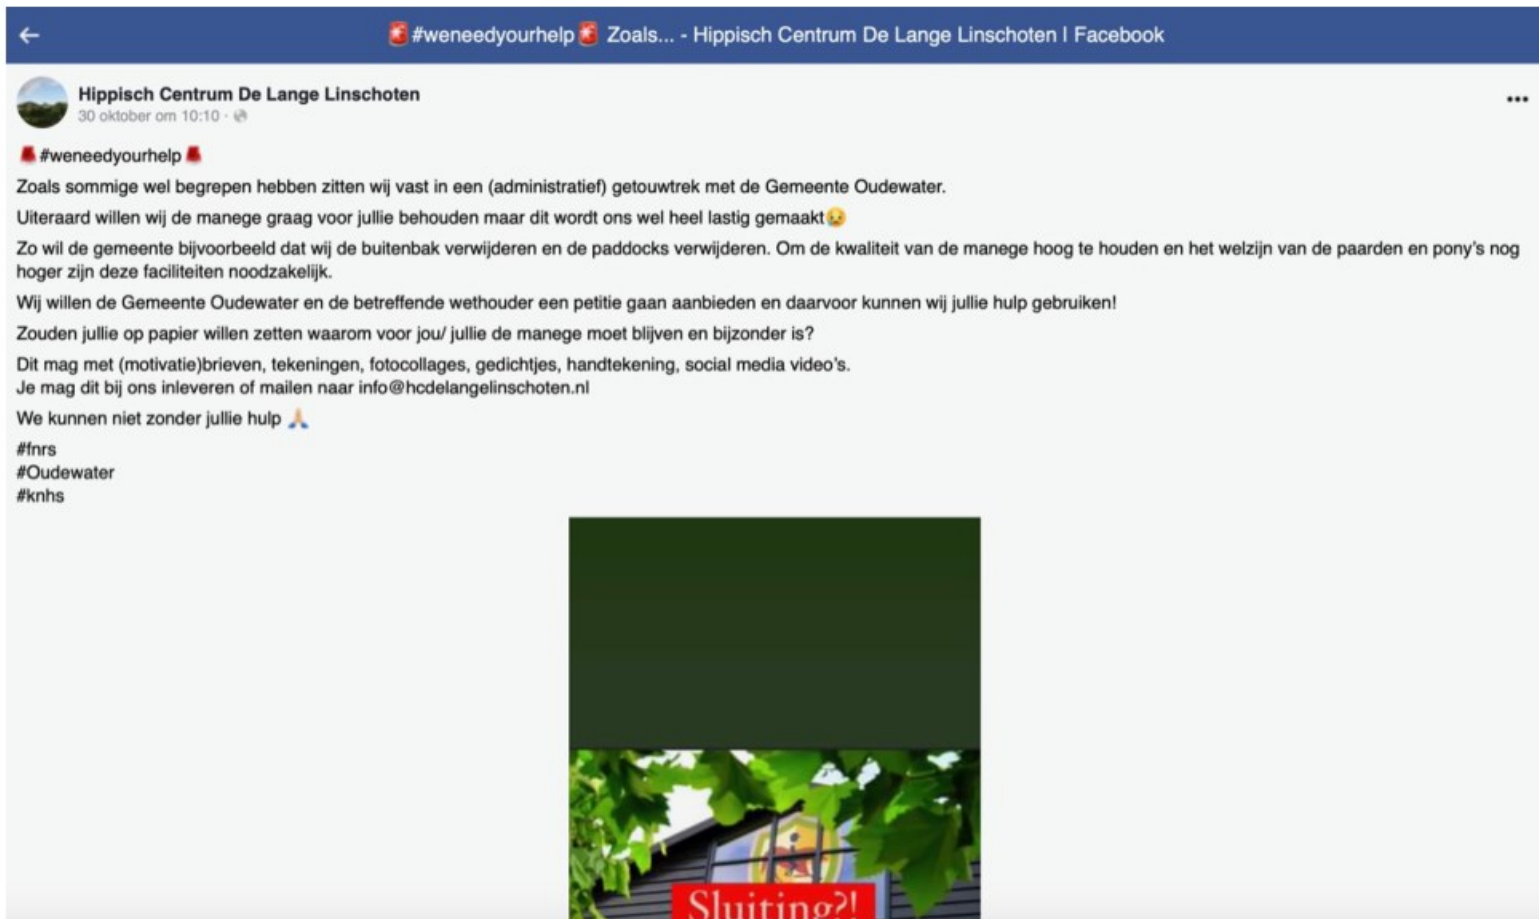 🚨#weneedyourhelp🚨 Zoals... - Hippisch Centrum De Lange Linschoten | Facebook
Hippisch Centrum De Lange Linschoten
30 oktober om 10:10 ·
🚨#weneedyourhelp🚨
Zoals sommige wel begrepen hebben zitten wij vast in een (administratief) getouwtrek met de Gemeente Oudewater.
Uiteraard willen wij de manege graag voor jullie behouden maar dit wordt ons wel heel lastig gemaakt😢
Zo wil de gemeente bijvoorbeeld dat wij de buitenbak verwijderen en de paddocks verwijderen. Om de kwaliteit van de manege hoog te houden en het welzijn van de paarden en pony's nog
hoger zijn deze faciliteiten noodzakelijk.
Wij willen de Gemeente Oudewater en de betreffende wethouder een petitie gaan aanbieden en daarvoor kunnen wij jullie hulp gebruiken!
Zouden jullie op papier willen zetten waarom voor jou/ jullie de manege moet blijven en bijzonder is?
Dit mag met (motivatie)brieven, tekeningen, fotocollages, gedichtjes, handtekening, social media video's.
Je mag dit bij ons inleveren of mailen naar info@hcdelangelinschoten.nl
We kunnen niet zonder jullie hulp 🙏🏼
#fnrs
#Oudewater
#knhs
Sluiting?!